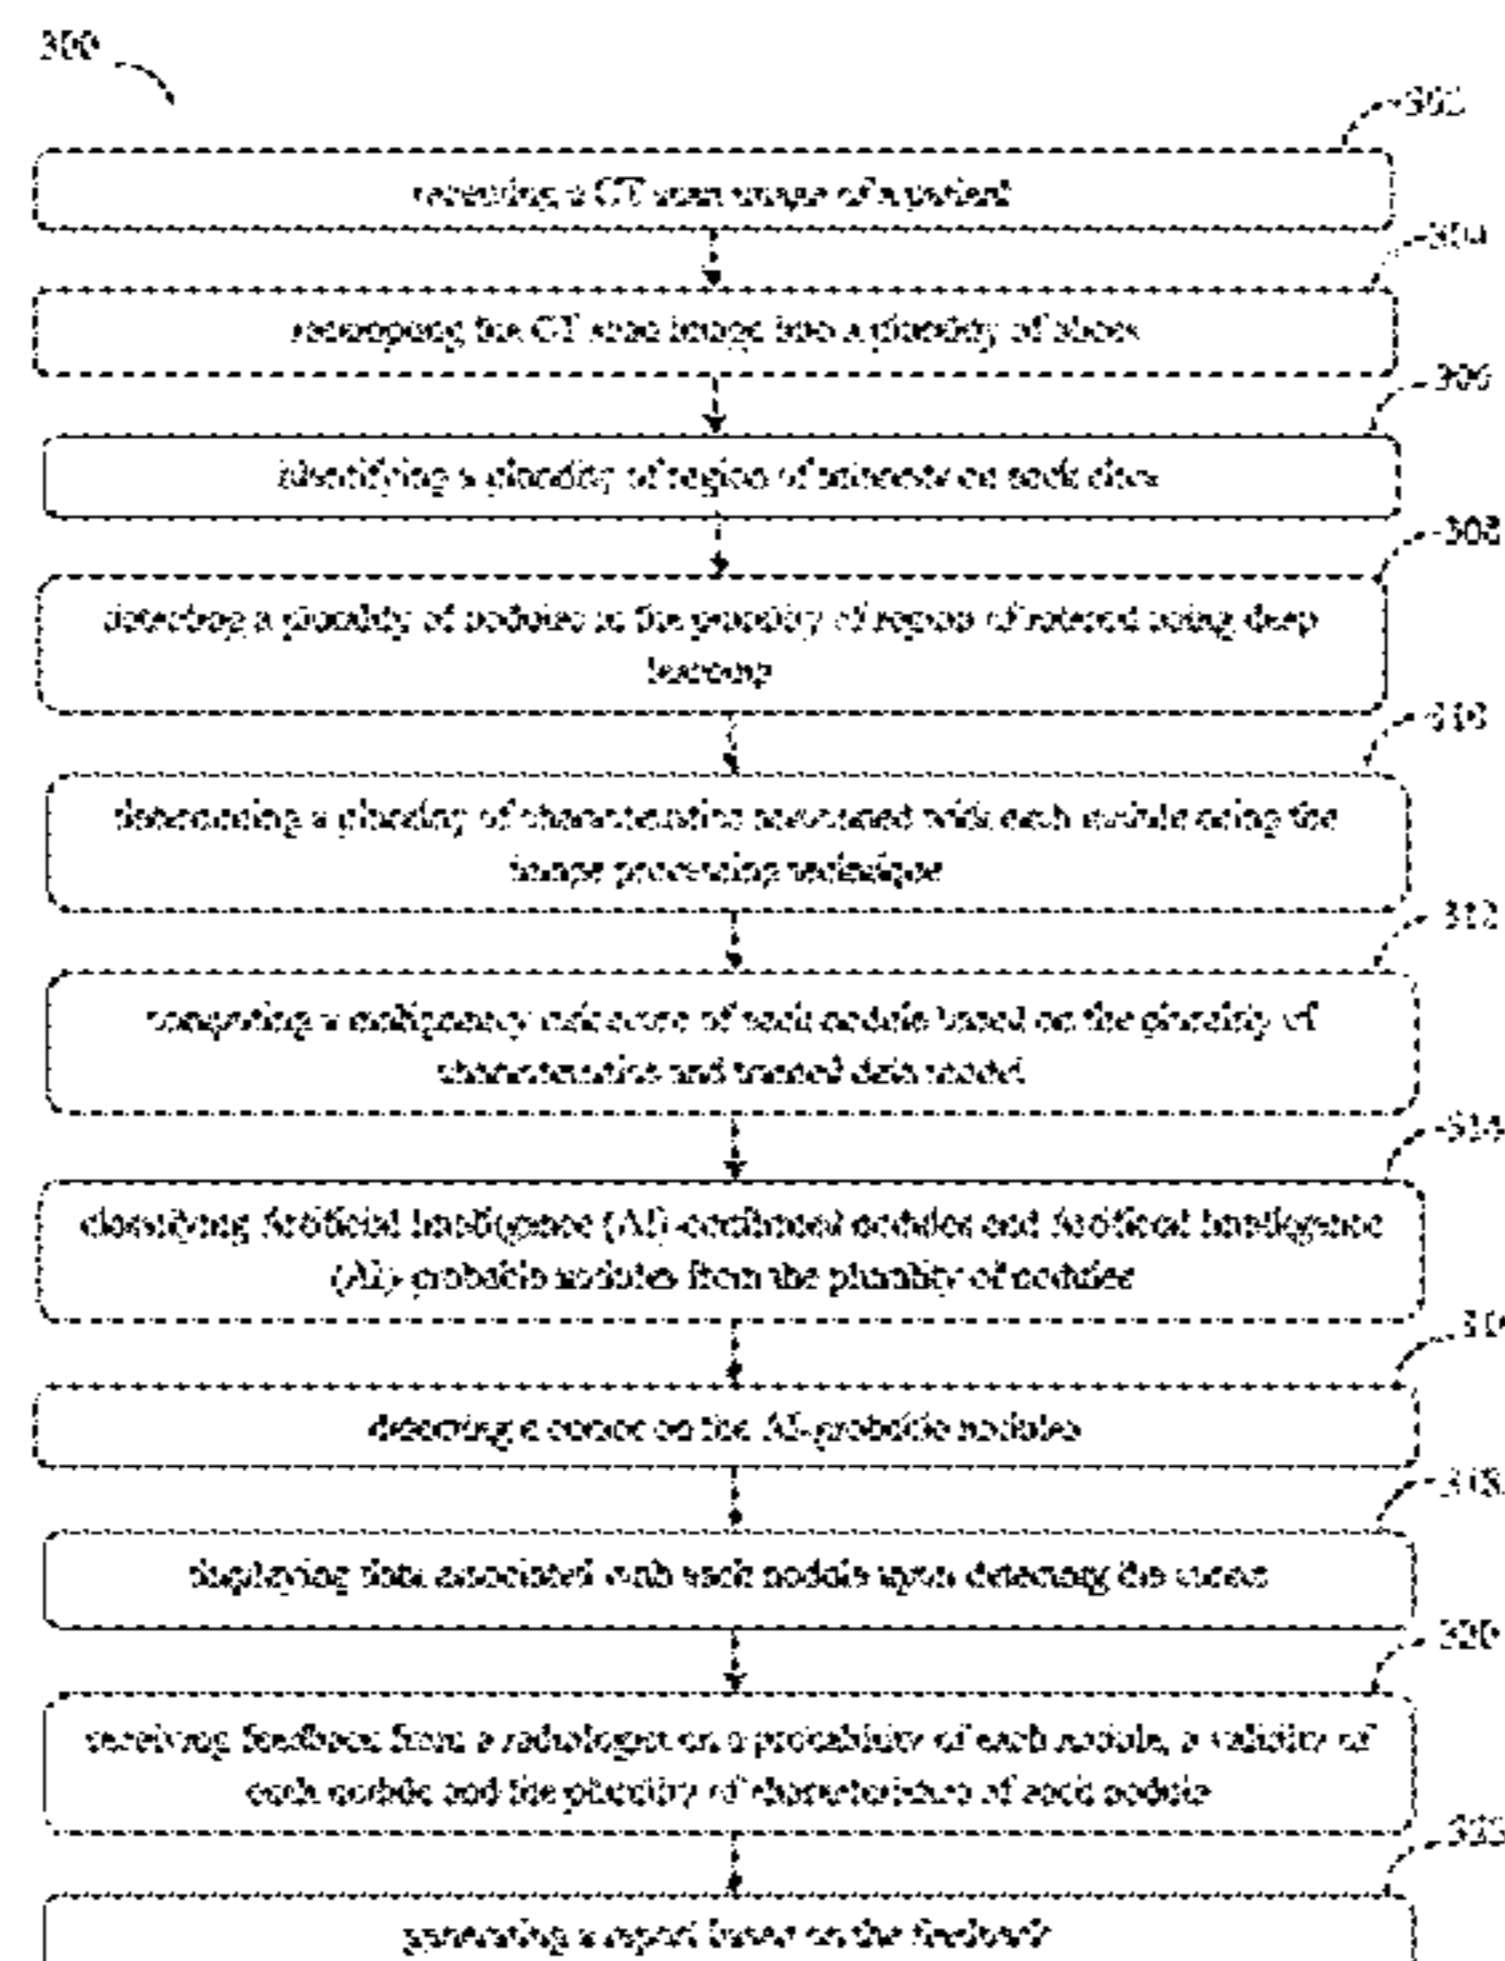 300
302
receiving a CT scan image of a patient
304
resampling the CT scan image into a plurality of slices
306
identifying a plurality of region of interests on each slice
308
detecting a plurality of nodules in the plurality of region of interest using deep
learning
310
determining a plurality of characteristics associated with each nodule using the
image processing technique
312
computing a malignancy risk score of each nodule based on the plurality of
characteristics and trained data model
314
classifying Artificial Intelligence (AI)-confirmed nodules and Artificial Intelligence
(AI)- probable nodules from the plurality of nodules
detecting a cursor on the AI-probable nodules
318
displaying data associated with each nodule upon detecting the cursor
320
receiving feedback from a radiologist on a probability of each nodule, a validity of
each nodule and the plurality of characteristics of each nodule
generating a report based on the feedback